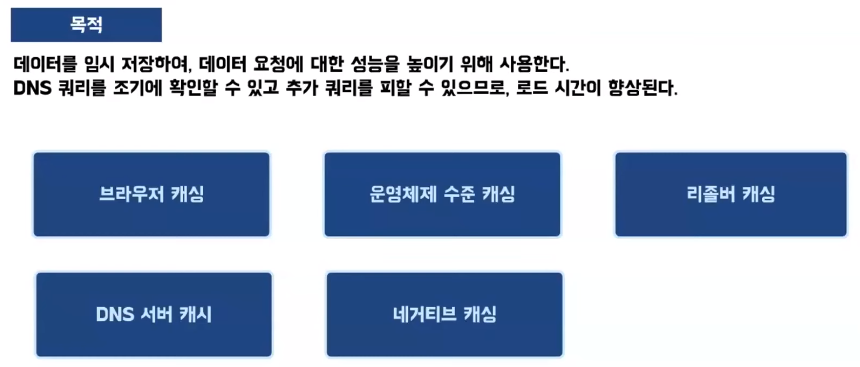 목적
데이터를 임시 저장하여, 데이터 요청에 대한 성능을 높이기 위해 사용한다.
DNS 쿼리를 조기에 확인할 수 있고 추가 쿼리를 피할 수 있으므로, 로드 시간이 향상된다.
브라우저 캐싱
운영체제 수준 캐싱
리졸버 캐싱
DNS 서버 캐시
네거티브 캐싱